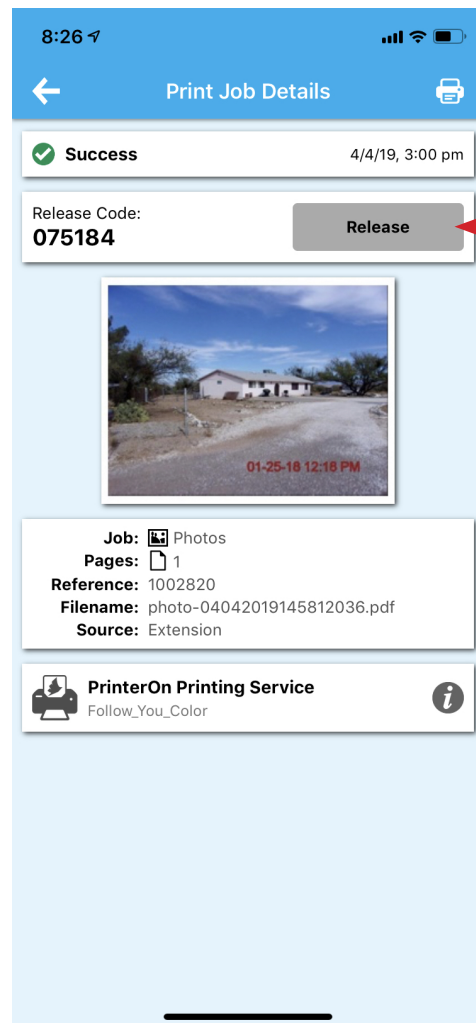 8:26
Print Job Details
Success 4/4/19, 3:00 pm
Release Code:
075184
Release
01-25-18 12:18 PM
Job: Photos
Pages: 1
Reference: 1002820
Filename: photo-04042019145812036.pdf
Source: Extension
PrinterOn Printing Service
Follow_You_Color